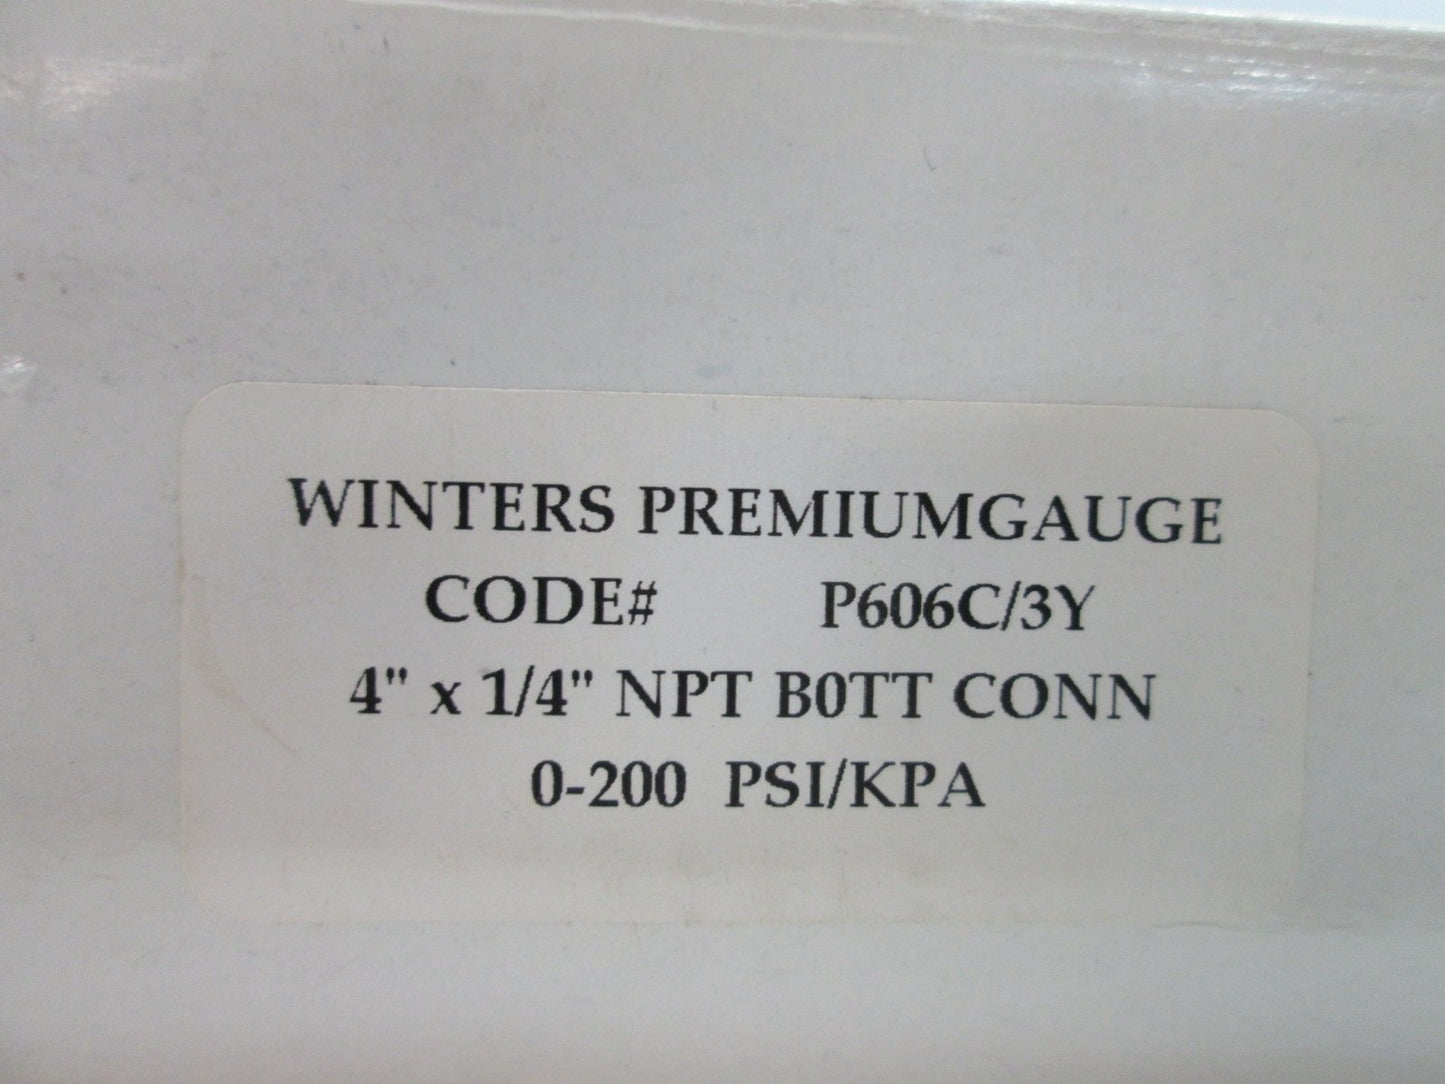 WINTERS PREMIUMGAUGE
CODE# P606C/3Y
4" x 1/4" NPT B0TT CONN
0-200 PSI/KPA